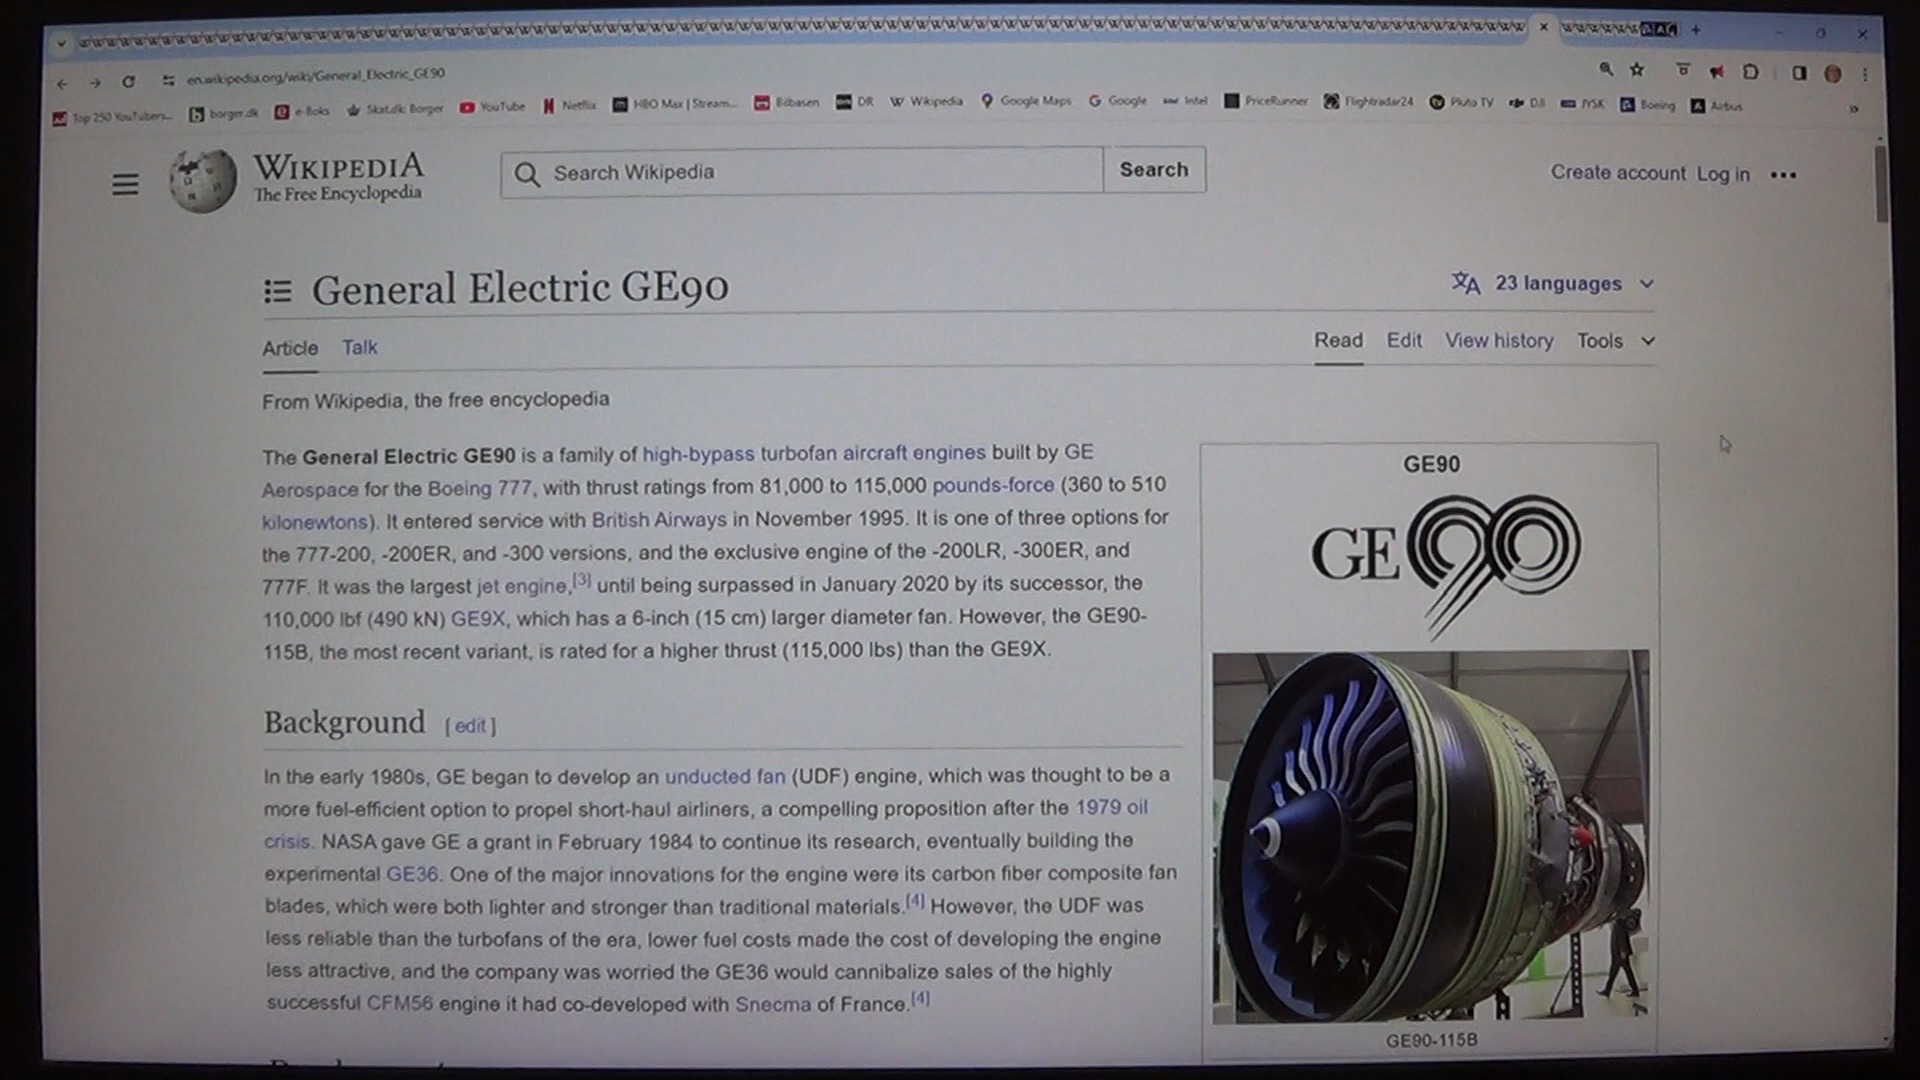 en.wikipedia.org/wiki/General_Electric_GE90
Top 250 YouTubers... borger.dk e-Boks Skat.dk: Borger YouTube Netflix HBO Max | Stream... Bilbasen DR Wikipedia Google Maps Google Intel PriceRunner Flightradar24 Pluto TV DJI JYSK Boeing Airbus
WIKIPEDIA
The Free Encyclopedia
Search Wikipedia
Search
Create account Log in
General Electric GE90
23 languages
Article Talk
Read Edit View history Tools
From Wikipedia, the free encyclopedia
The General Electric GE90 is a family of high-bypass turbofan aircraft engines built by GE
Aerospace for the Boeing 777, with thrust ratings from 81,000 to 115,000 pounds-force (360 to 510
kilonewtons). It entered service with British Airways in November 1995. It is one of three options for
the 777-200, -200ER, and -300 versions, and the exclusive engine of the -200LR, -300ER, and
777F. It was the largest jet engine,[3] until being surpassed in January 2020 by its successor, the
110,000 lbf (490 kN) GE9X, which has a 6-inch (15 cm) larger diameter fan. However, the GE90-
115B, the most recent variant, is rated for a higher thrust (115,000 lbs) than the GE9X.
Background [ edit ]
In the early 1980s, GE began to develop an unducted fan (UDF) engine, which was thought to be a
more fuel-efficient option to propel short-haul airliners, a compelling proposition after the 1979 oil
crisis. NASA gave GE a grant in February 1984 to continue its research, eventually building the
experimental GE36. One of the major innovations for the engine were its carbon fiber composite fan
blades, which were both lighter and stronger than traditional materials.[4] However, the UDF was
less reliable than the turbofans of the era, lower fuel costs made the cost of developing the engine
less attractive, and the company was worried the GE36 would cannibalize sales of the highly
successful CFM56 engine it had co-developed with Snecma of France.[4]
GE90
GE90
GE90-115B